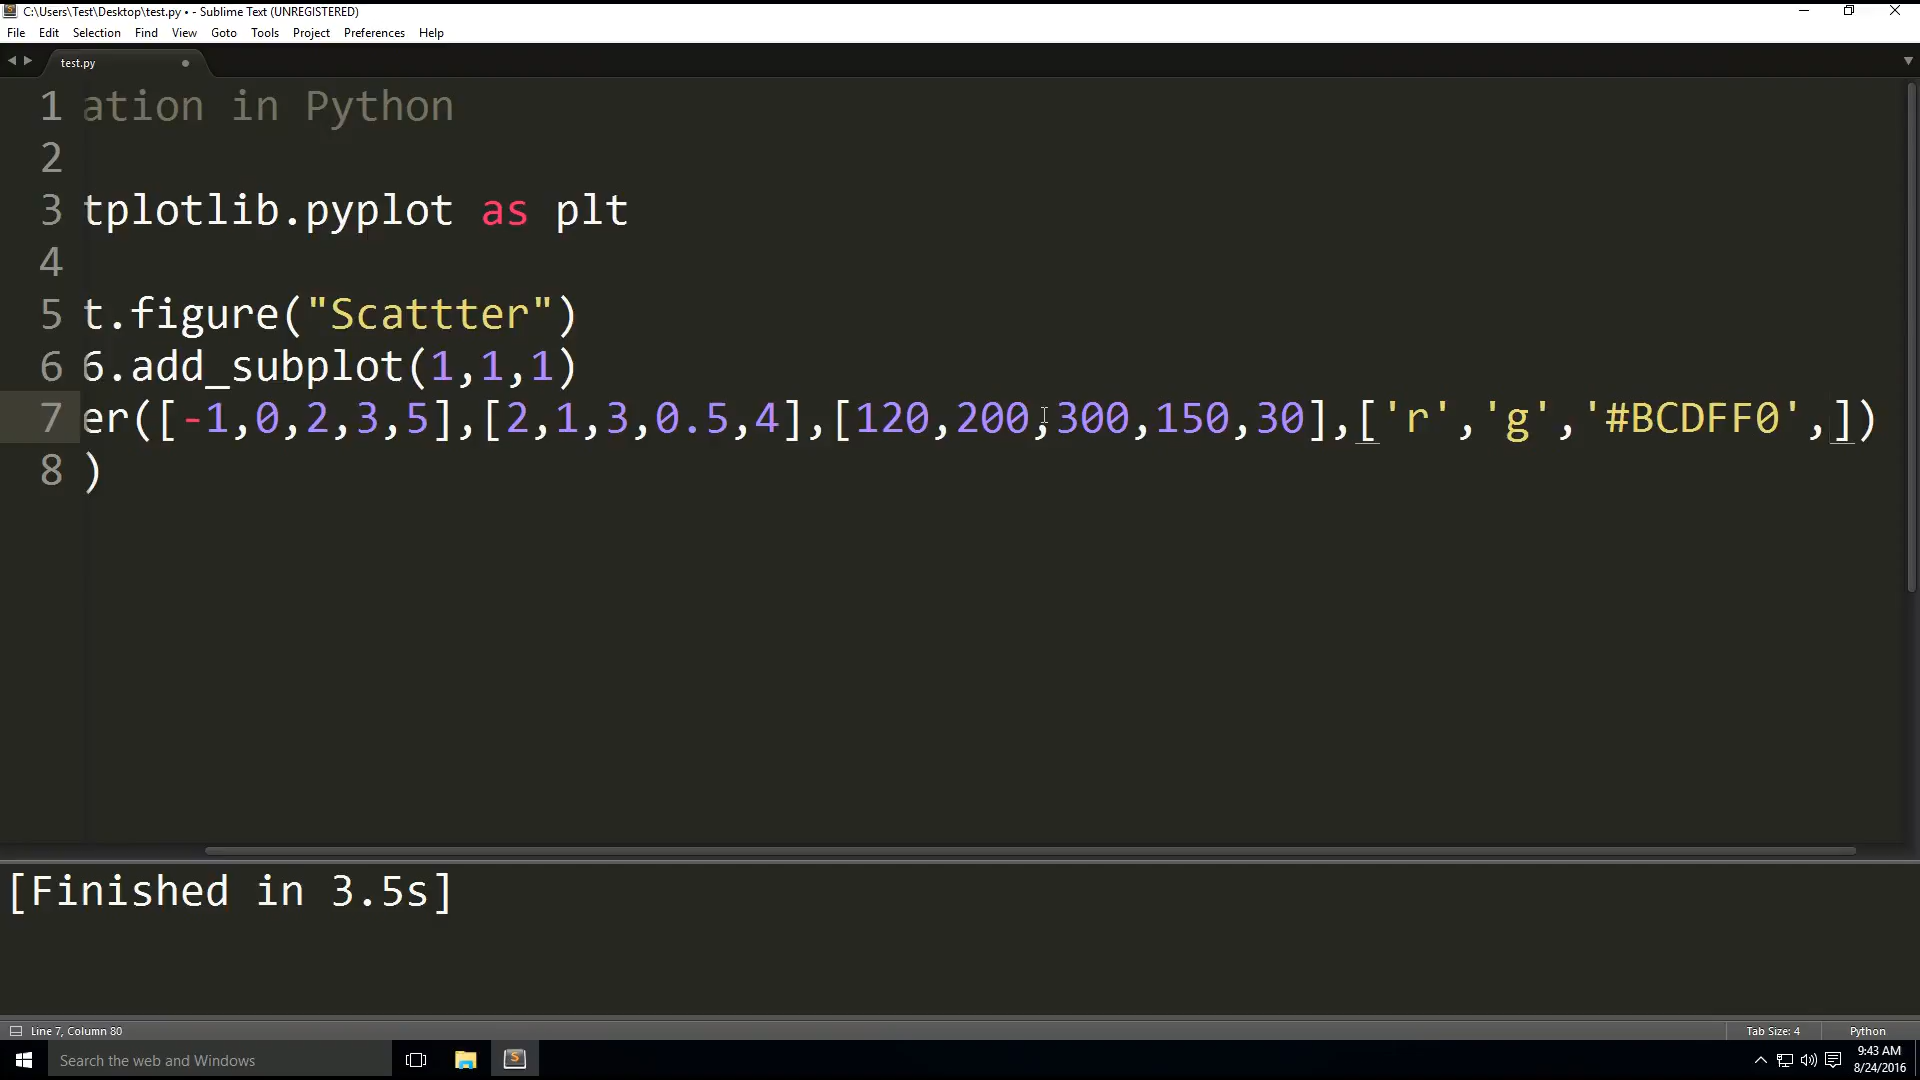 C:\Users\Test\Desktop\test.py • - Sublime Text (UNREGISTERED)
File Edit Selection Find View Goto Tools Project Preferences Help
test.py
1 ation in Python
2
3 tplotlib.pyplot as plt
4
5 t.figure("Scattter")
6 6.add_subplot(1,1,1)
7 er([-1,0,2,3,5],[2,1,3,0.5,4],[120,200,300,150,30],['r','g','#BCDFF0',])
8 )
[Finished in 3.5s]
Line 7, Column 80 Tab Size: 4 Python
Search the web and Windows
9:43 AM
8/24/2016